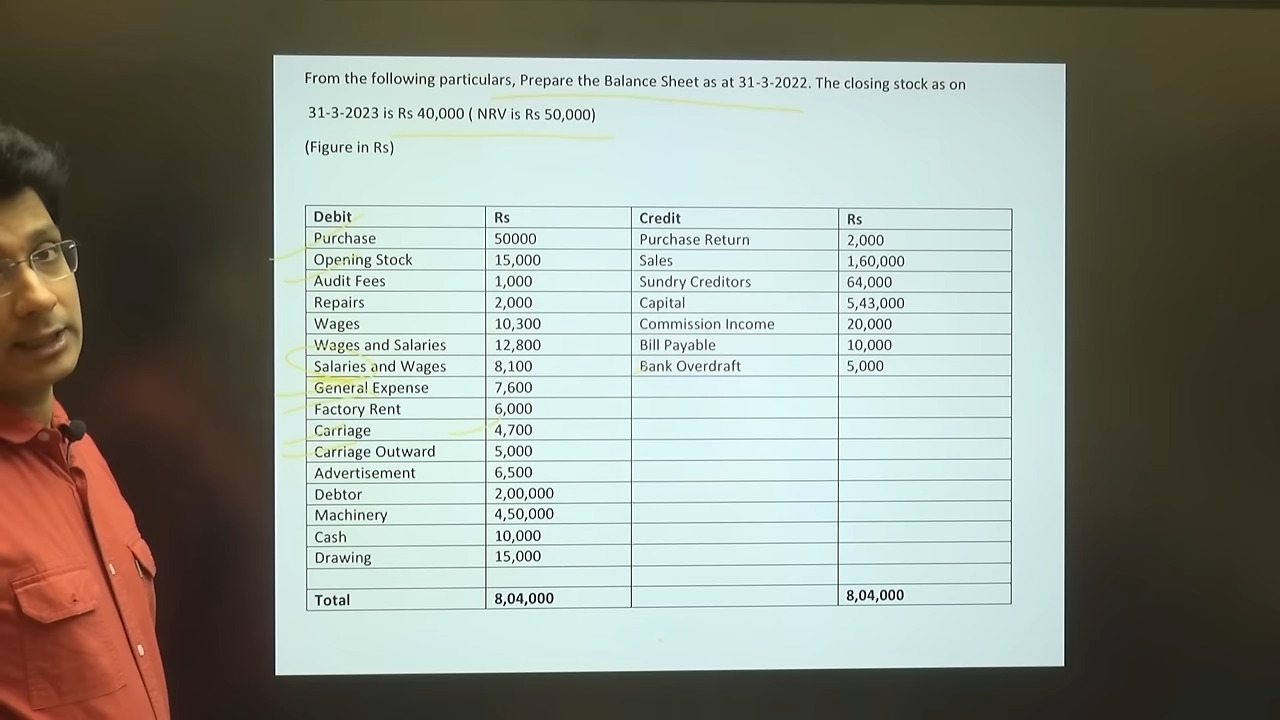 From the following particulars, Prepare the Balance Sheet as at 31-3-2022. The closing stock as on
31-3-2023 is Rs 40,000 ( NRV is Rs 50,000)
(Figure in Rs)
Debit Rs Credit Rs
Purchase 50000 Purchase Return 2,000
Opening Stock 15,000 Sales 1,60,000
Audit Fees 1,000 Sundry Creditors 64,000
Repairs 2,000 Capital 5,43,000
Wages 10,300 Commission Income 20,000
Wages and Salaries 12,800 Bill Payable 10,000
Salaries and Wages 8,100 Bank Overdraft 5,000
General Expense 7,600
Factory Rent 6,000
Carriage 4,700
Carriage Outward 5,000
Advertisement 6,500
Debtor 2,00,000
Machinery 4,50,000
Cash 10,000
Drawing 15,000
Total 8,04,000 8,04,000